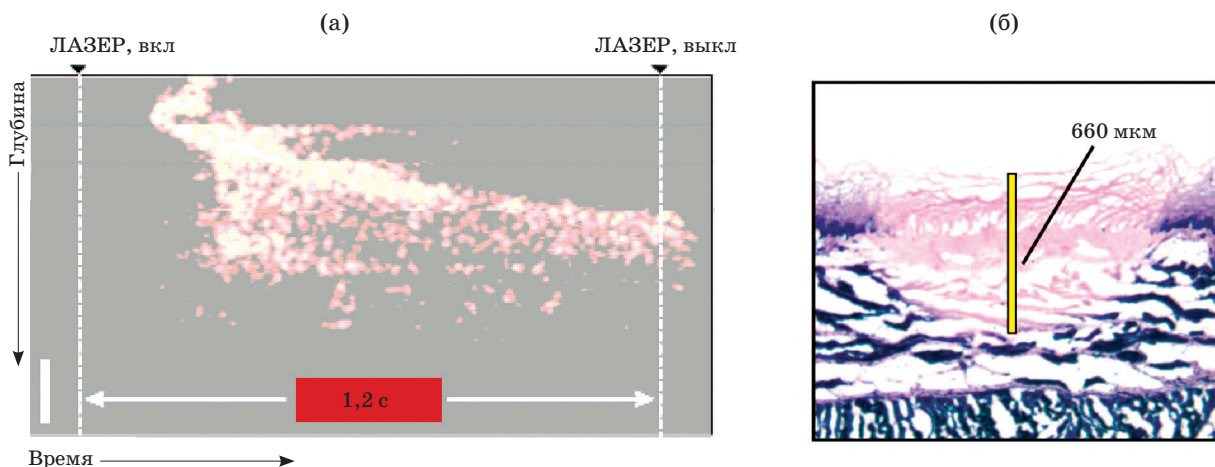 (а)
ЛАЗЕР, вкл
ЛАЗЕР, выкл
Глубина
1,2 с
Время
(б)
660 мкм